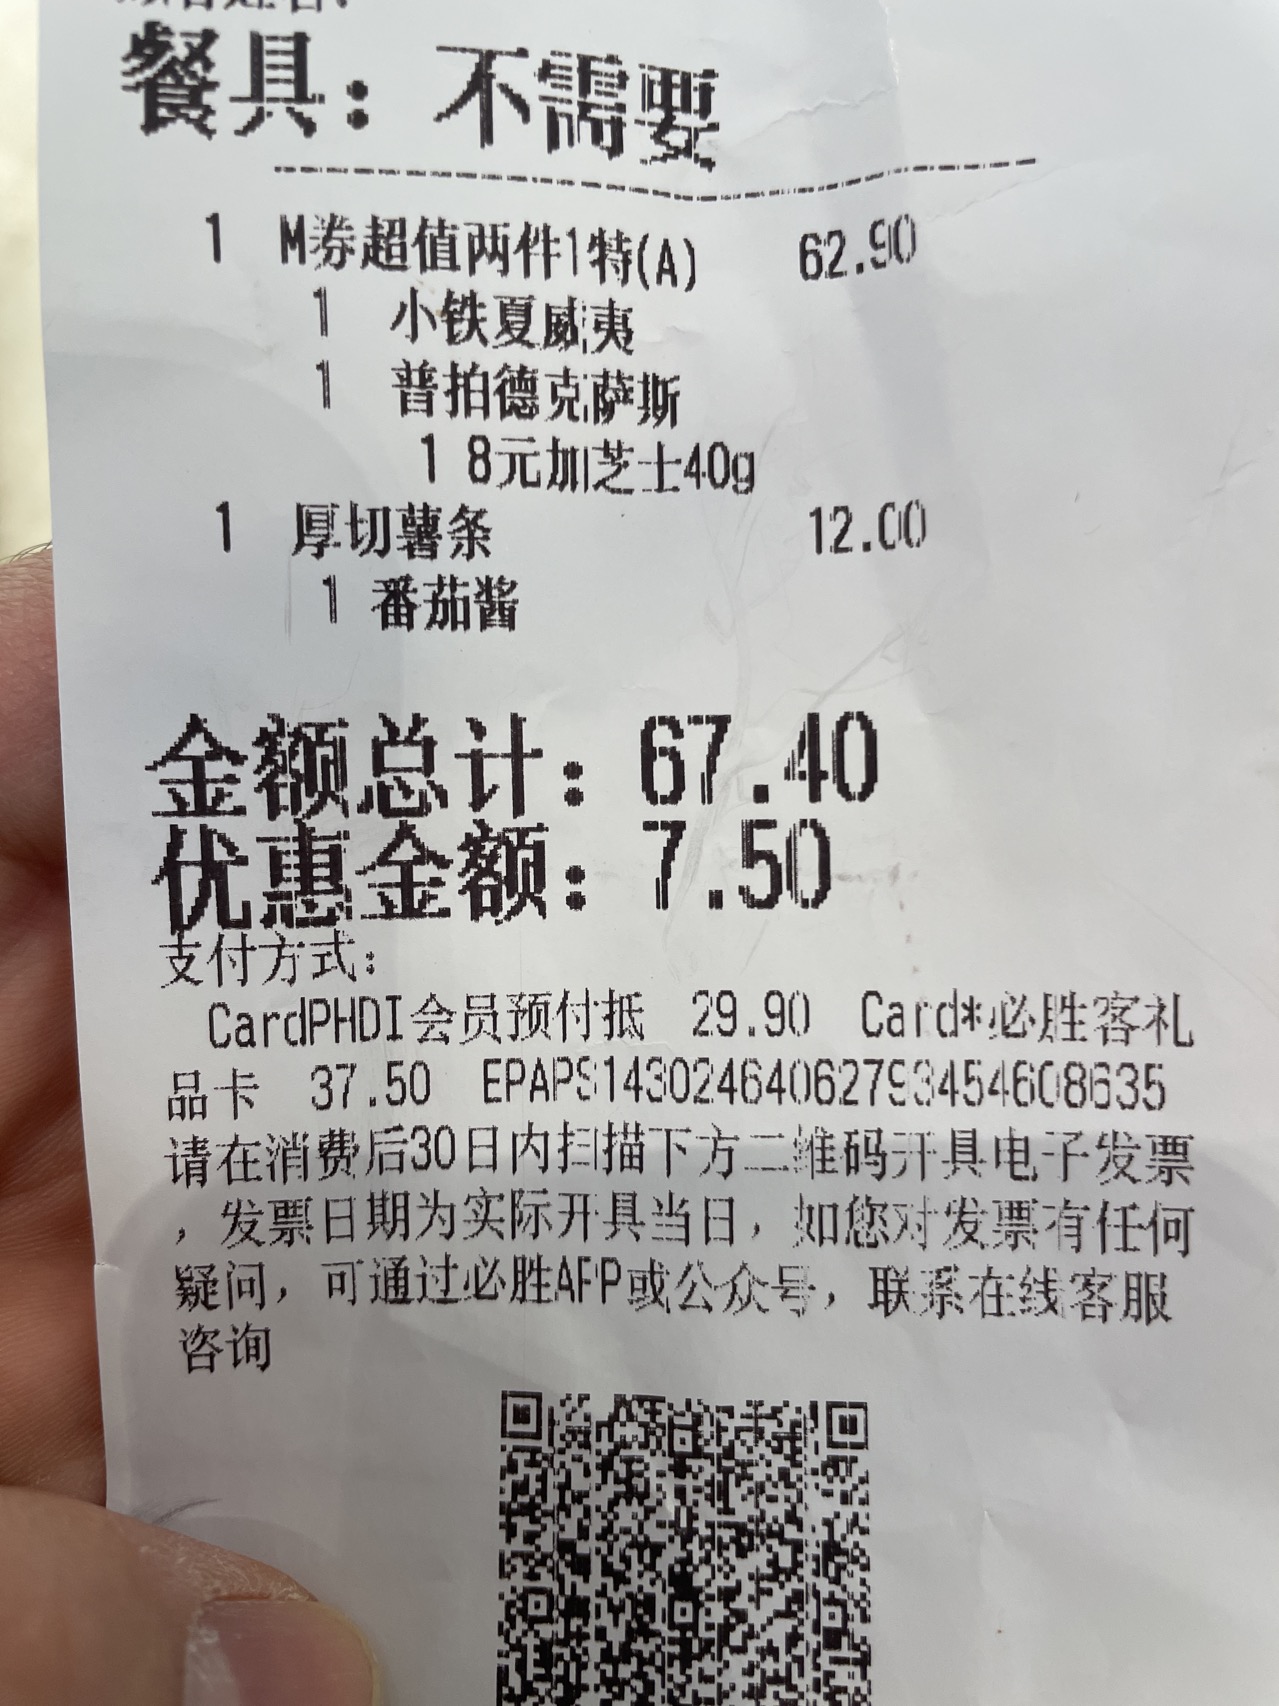 餐具：不需要
1 M券超值两件1特(A) 62.90
1 小铁夏威夷
1 普拍德克萨斯
1 8元加芝士40g
1 厚切薯条 12.00
1 番茄酱
金额总计：67.40
优惠金额：7.50
支付方式：
CardPHDI会员预付抵 29.90 Card*必胜客礼
品卡 37.50 EPAPS14302464062793454608635
请在消费后30日内扫描下方二维码开具电子发票
，发票日期为实际开具当日，如您对发票有任何
疑问，可通过必胜APP或公众号，联系在线客服
咨询